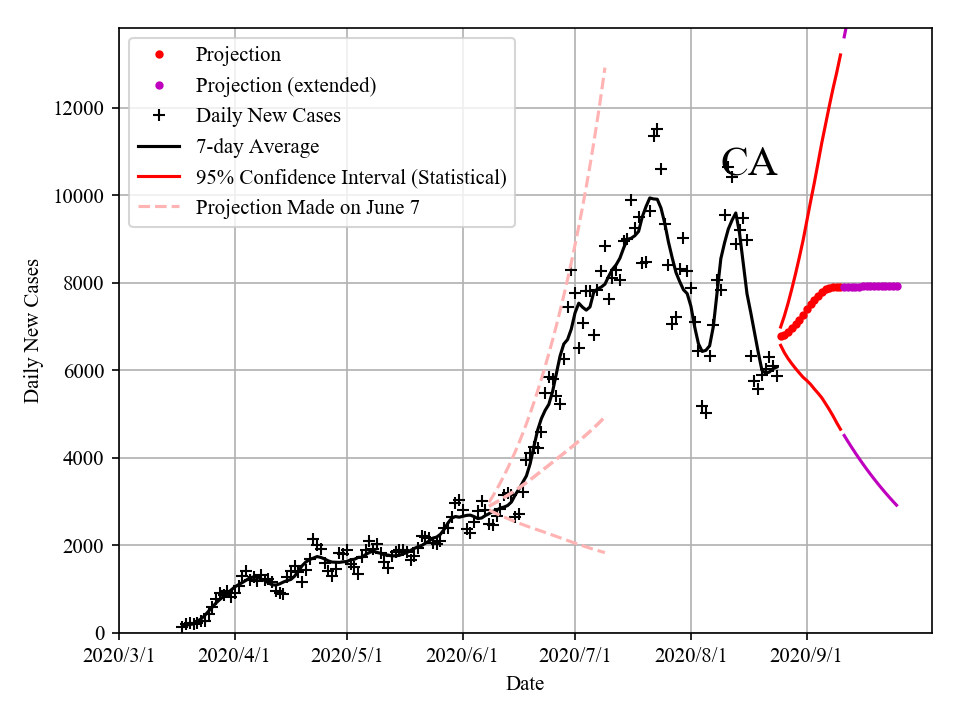 Projection
Projection (extended)
Daily New Cases
7-day Average
95% Confidence Interval (Statistical)
Projection Made on June 7
CA
12000
10000
8000
6000
4000
2000
0
Daily New Cases
2020/3/1 2020/4/1 2020/5/1 2020/6/1 2020/7/1 2020/8/1 2020/9/1
Date